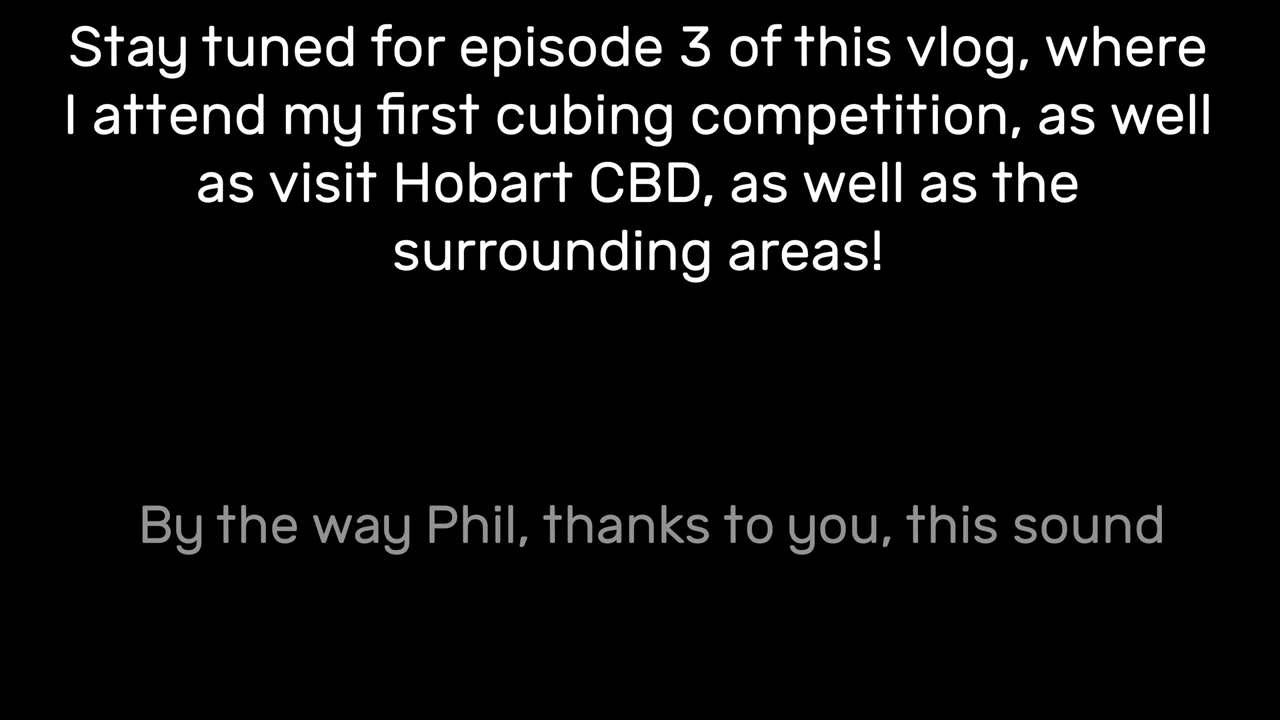 Stay tuned for episode 3 of this vlog, where
I attend my first cubing competition, as well
as visit Hobart CBD, as well as the
surrounding areas!
By the way Phil, thanks to you, this sound